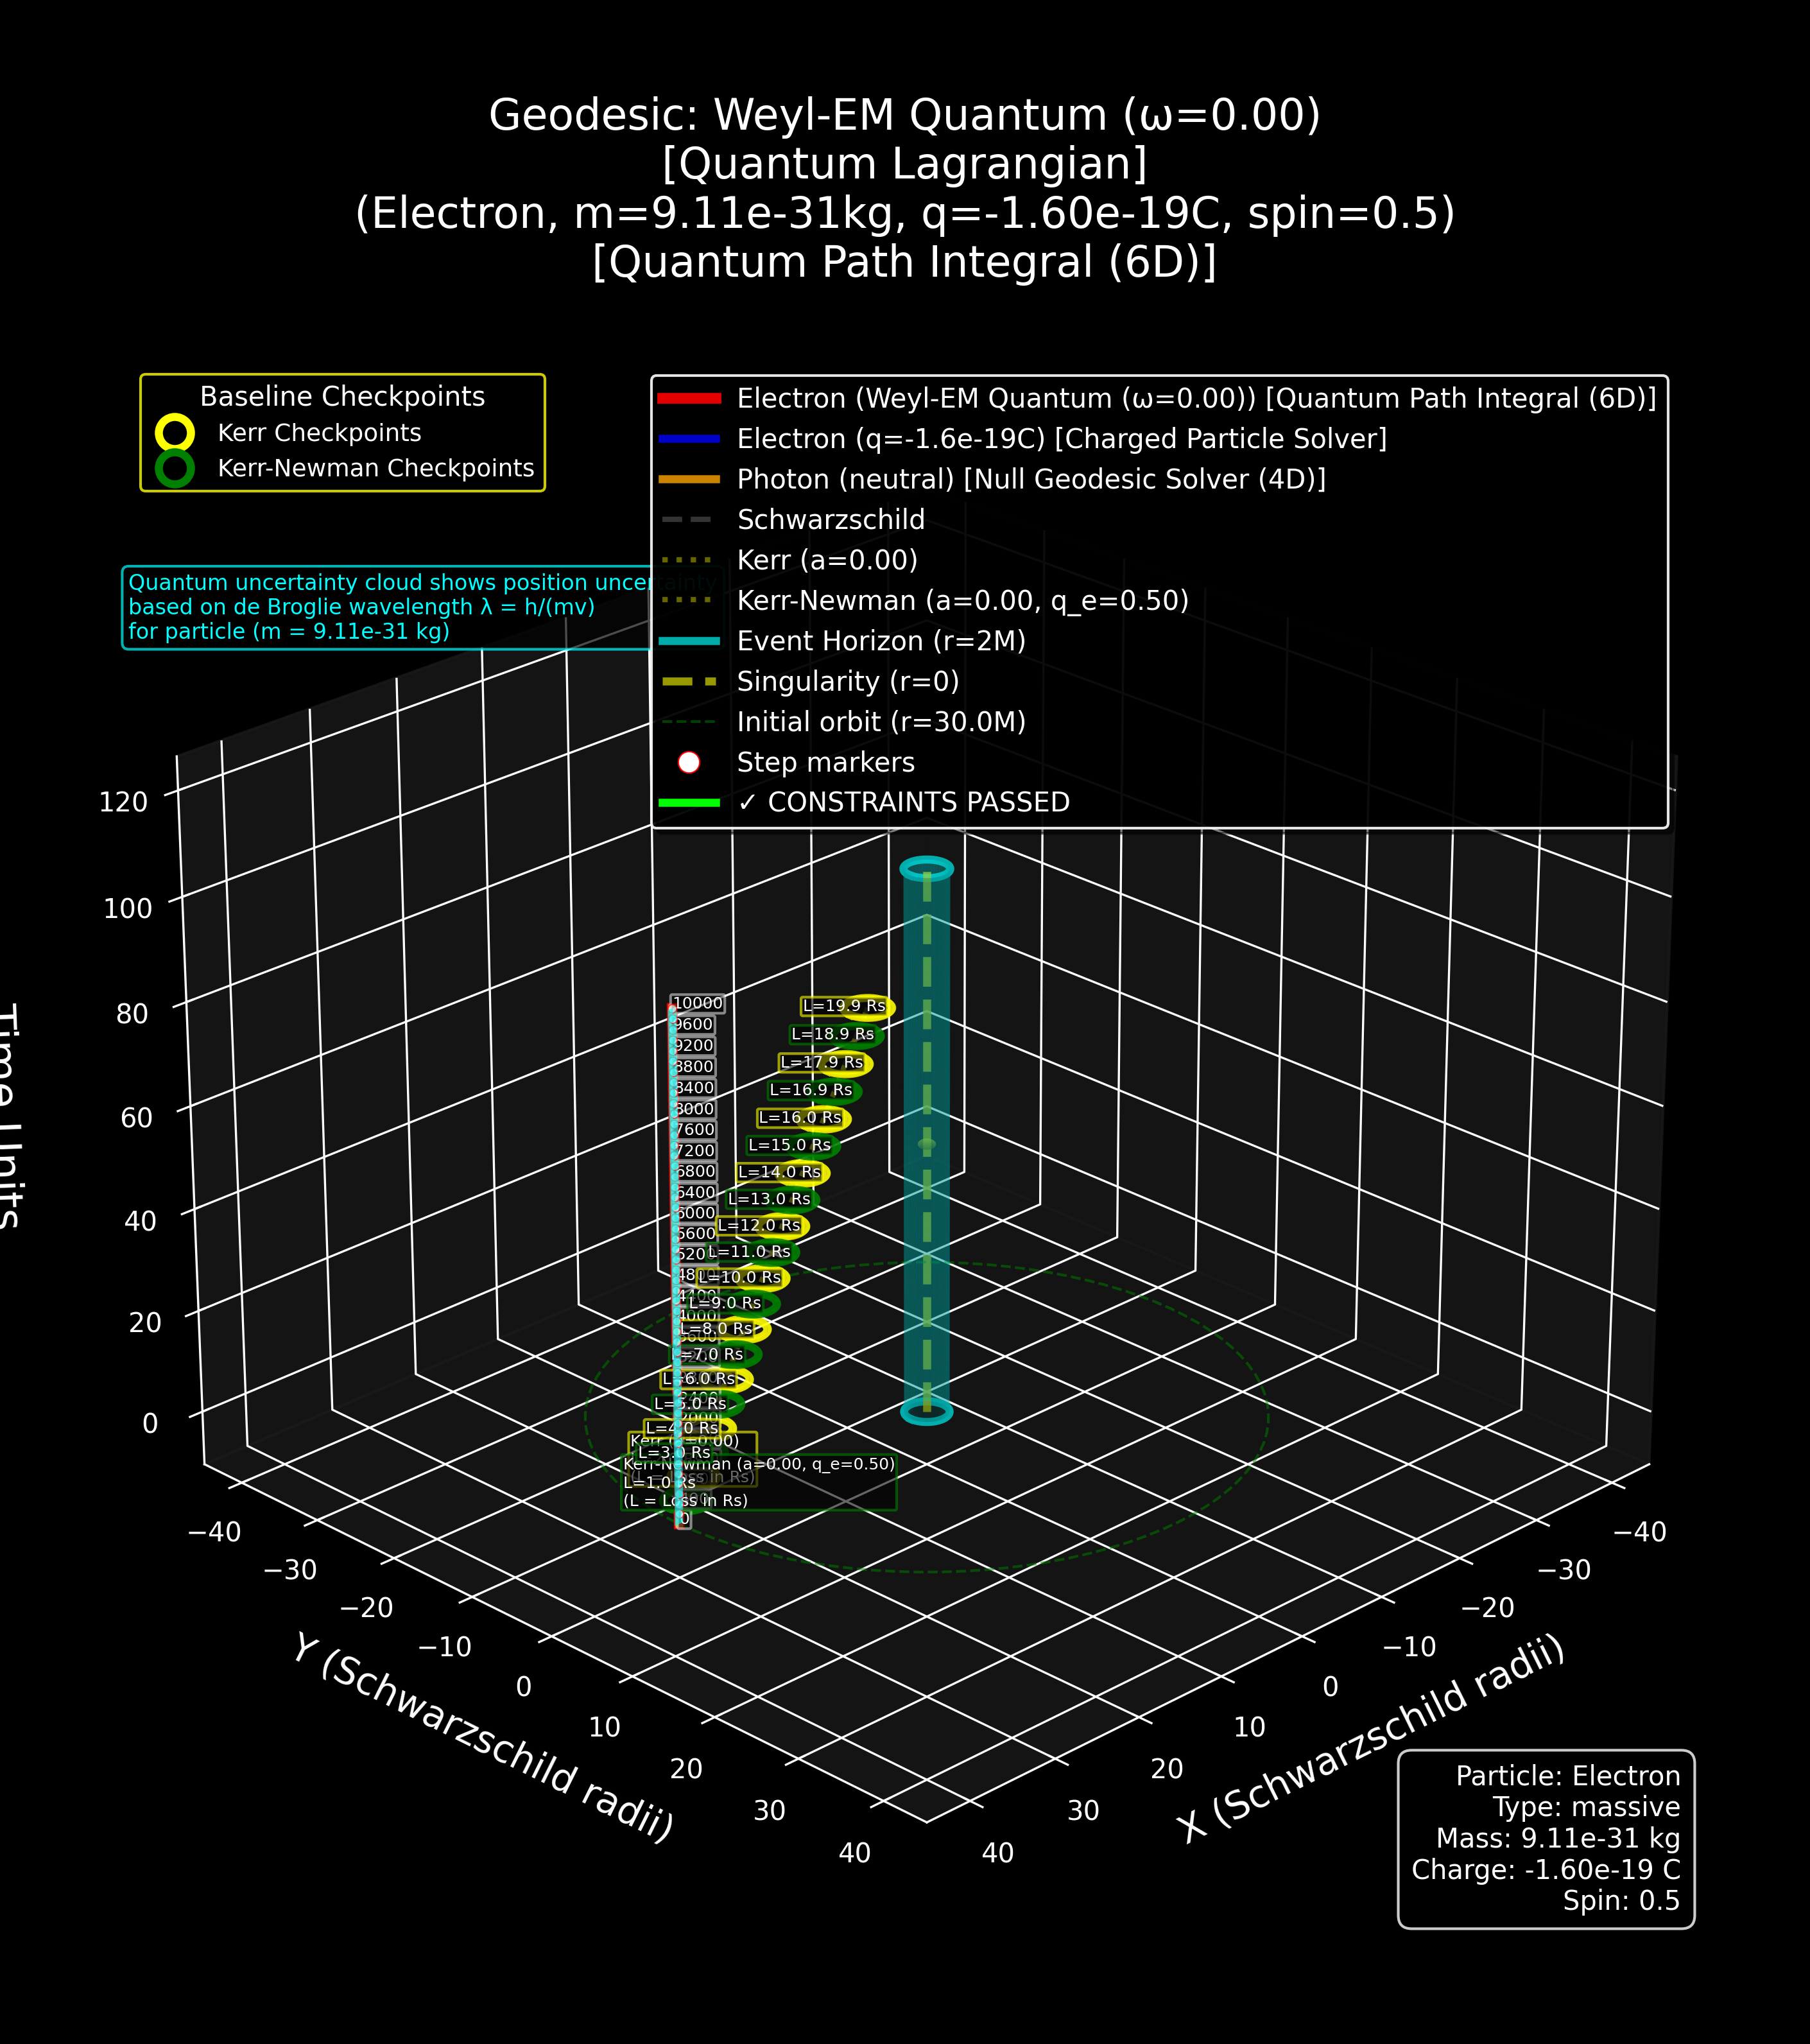 Geodesic: Weyl-EM Quantum (ω=0.00)
[Quantum Lagrangian]
(Electron, m=9.11e-31kg, q=-1.60e-19C, spin=0.5)
[Quantum Path Integral (6D)]
Baseline Checkpoints
Kerr Checkpoints
Kerr-Newman Checkpoints
Electron (Weyl-EM Quantum (ω=0.00)) [Quantum Path Integral (6D)]
Electron (q=-1.6e-19C) [Charged Particle Solver]
Photon (neutral) [Null Geodesic Solver (4D)]
Schwarzschild
Kerr (a=0.00)
Kerr-Newman (a=0.00, q_e=0.50)
Event Horizon (r=2M)
Singularity (r=0)
Initial orbit (r=30.0M)
Step markers
✓ CONSTRAINTS PASSED
Quantum uncertainty cloud shows position uncertainty
based on de Broglie wavelength λ = h/(mv)
for particle (m = 9.11e-31 kg)
120
100
80
60
40
20
0
Time Units
10000
9600
9200
8800
8400
8000
7600
7200
6800
6400
6000
5600
5200
0
L=19.9 Rs
L=18.9 Rs
L=17.9 Rs
L=16.9 Rs
L=16.0 Rs
L=15.0 Rs
L=14.0 Rs
L=13.0 Rs
L=12.0 Rs
L=11.0 Rs
L=10.0 Rs
L=9.0 Rs
L=8.0 Rs
L=7.0 Rs
L=6.0 Rs
L=5.0 Rs
L=4.0 Rs
Kerr (a=0.00)
L=3.0 Rs
Kerr-Newman (a=0.00, q_e=0.50)
(L = Loss in Rs)
L=1.0 Rs
(L = Loss in Rs)
−40
−30
−20
−10
0
10
20
30
40
Y (Schwarzschild radii)
40
30
20
10
0
−10
−20
−30
−40
X (Schwarzschild radii)
Particle: Electron
Type: massive
Mass: 9.11e-31 kg
Charge: -1.60e-19 C
Spin: 0.5